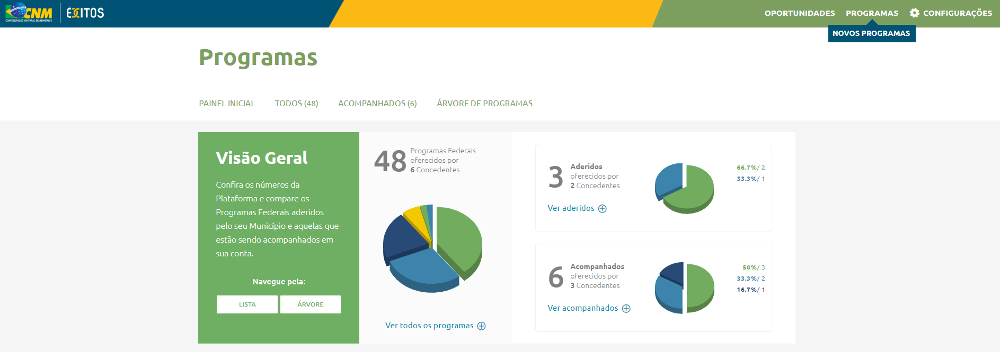 CNM
CONFEDERAÇÃO NACIONAL DE MUNICÍPIOS
ÊXITOS
OPORTUNIDADES
PROGRAMAS
CONFIGURAÇÕES
NOVOS PROGRAMAS
Programas
PAINEL INICIAL
TODOS (48)
ACOMPANHADOS (6)
ÁRVORE DE PROGRAMAS
Visão Geral
Confira os números da
Plataforma e compare os
Programas Federais aderidos
pelo seu Município e aquelas que
estão sendo acompanhados em
sua conta.
Navegue pela:
LISTA
ÁRVORE
48
Programas Federais
oferecidos por
6 Concedentes
Ver todos os programas
3
Aderidos
oferecidos por
2 Concedentes
66.7%/ 2
33.3%/ 1
Ver aderidos
6
Acompanhados
oferecidos por
3 Concedentes
50%/ 3
33.3%/ 2
16.7%/ 1
Ver acompanhados